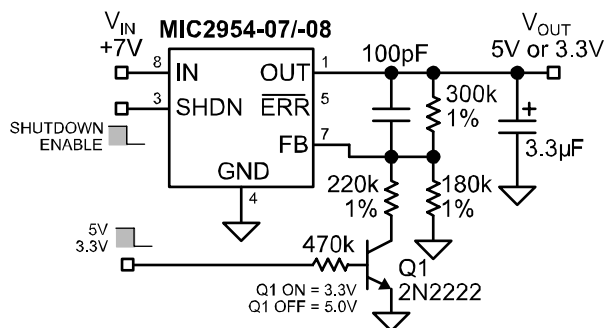 VIN
+7V
MIC2954-07/-08
VOUT
5V or 3.3V
100pF
8 IN
OUT 1
3 SHDN
ERR 5
300k
1%
+
SHUTDOWN
ENABLE
FB 7
3.3µF
GND
4
220k
1%
180k
1%
5V
3.3V
470k
Q1 ON = 3.3V
Q1 OFF = 5.0V
Q1
2N2222